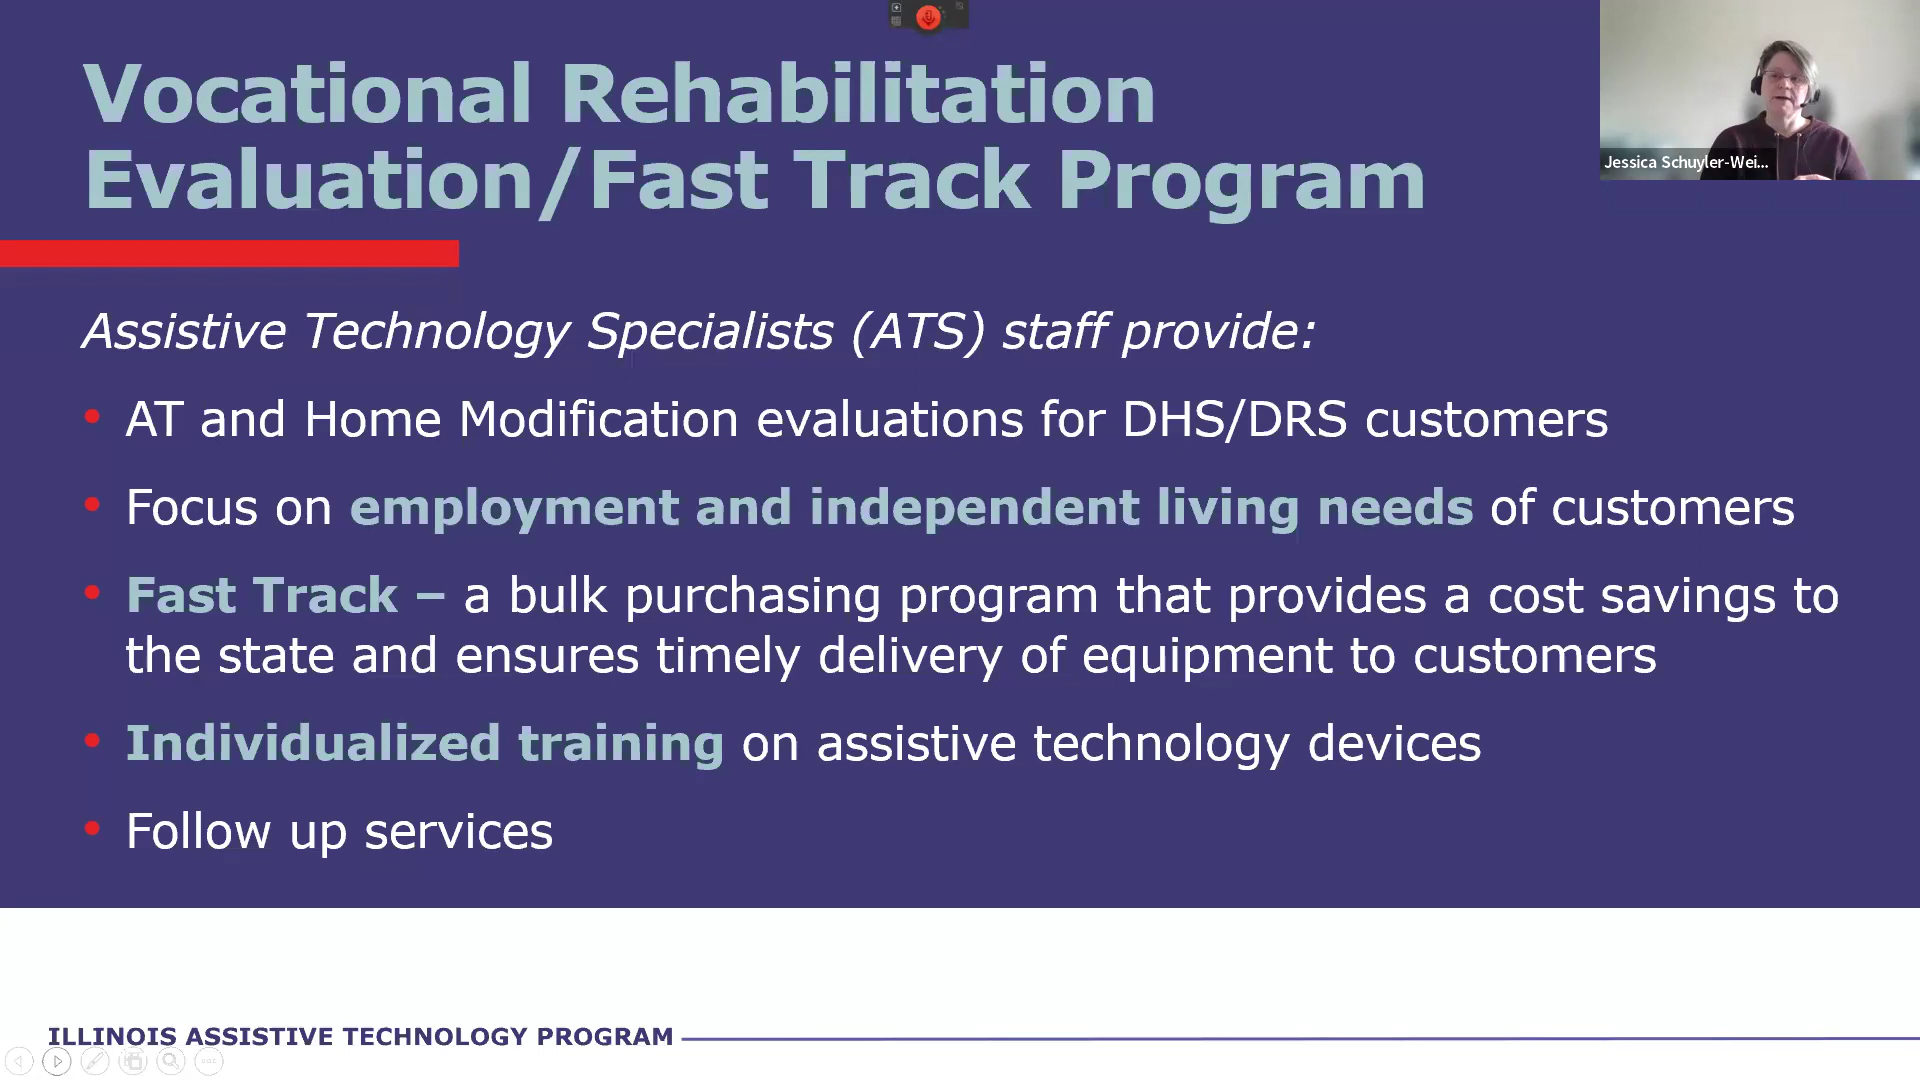 Vocational Rehabilitation
Evaluation/Fast Track Program
Jessica Schuyler-Wei...
Assistive Technology Specialists (ATS) staff provide:
• AT and Home Modification evaluations for DHS/DRS customers
• Focus on employment and independent living needs of customers
• Fast Track – a bulk purchasing program that provides a cost savings to
the state and ensures timely delivery of equipment to customers
• Individualized training on assistive technology devices
• Follow up services
ILLINOIS ASSISTIVE TECHNOLOGY PROGRAM